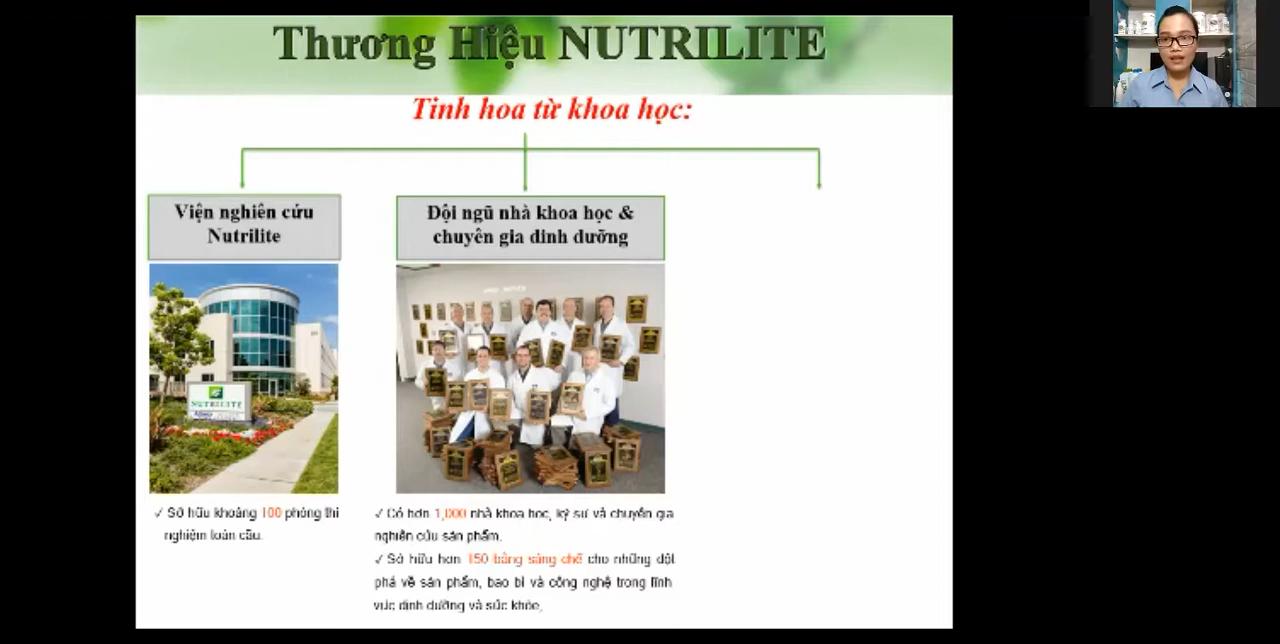 Thương Hiệu NUTRILITE
Tinh hoa từ khoa học:
Viện nghiên cứu
Nutrilite
Đội ngũ nhà khoa học &
chuyên gia dinh dưỡng
NUTRILITE
✓ Sở hữu khoảng 100 phòng thí
nghiệm toàn cầu.
✓ Có hơn 1,000 nhà khoa học, kỹ sư và chuyên gia
nghiên cứu sản phẩm.
✓ Sở hữu hơn 150 bằng sáng chế cho những đột
phá về sản phẩm, bao bì và công nghệ trong lĩnh
vực dinh dưỡng và sức khỏe,